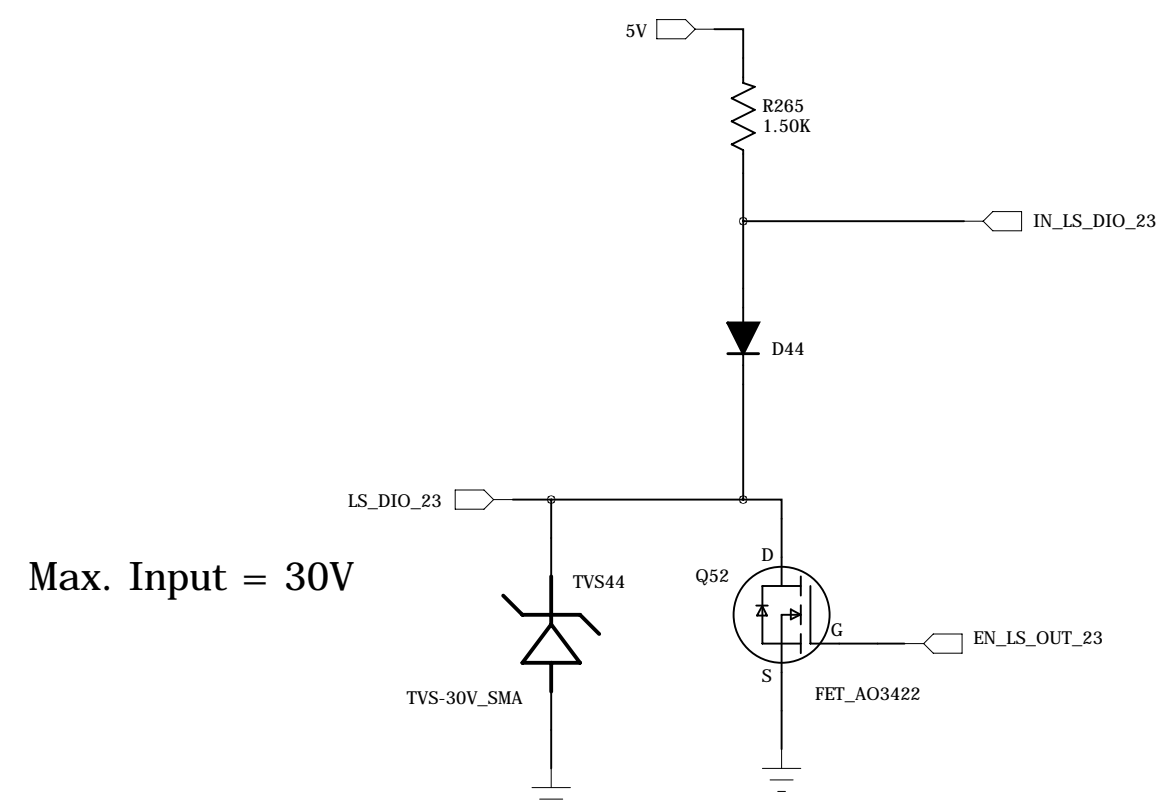 5V
R265
1.50K
IN_LS_DIO_23
D44
LS_DIO_23
D
Max. Input = 30V
TVS44
Q52
G
EN_LS_OUT_23
S
TVS-30V_SMA
FET_AO3422